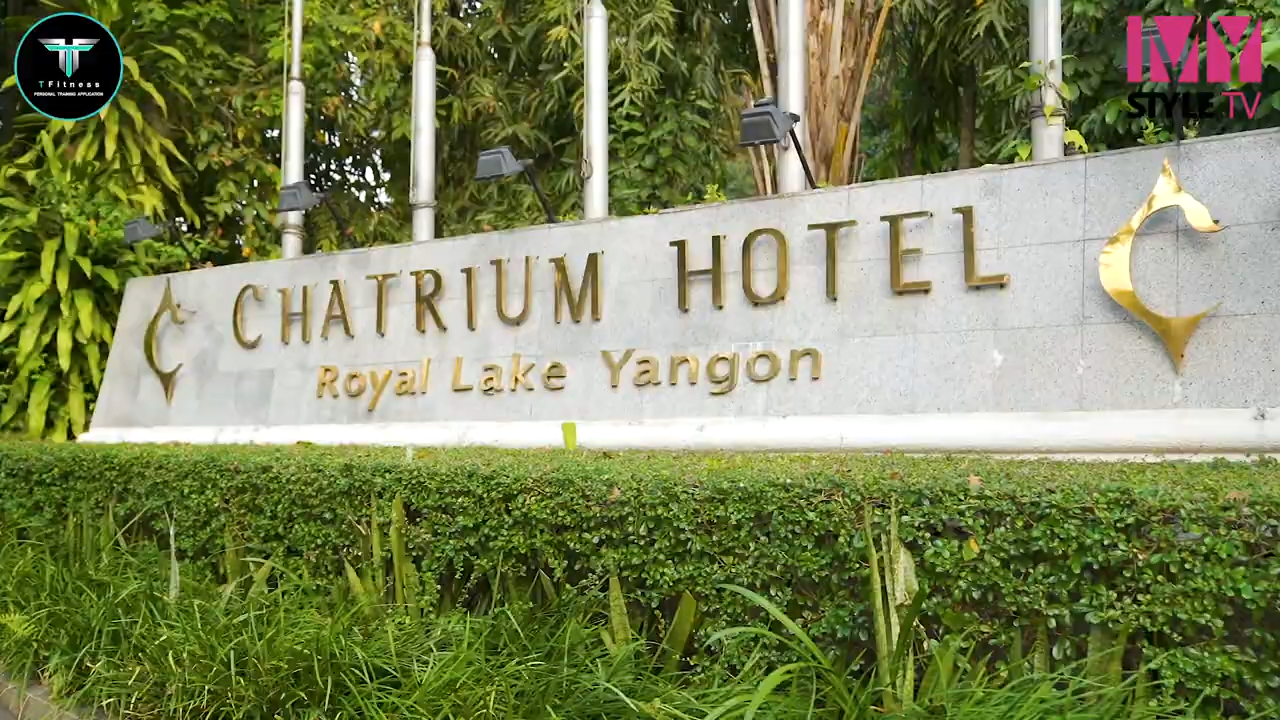 TFitness
PERSONAL TRAINING APPLICATION
MY
STYLE TV
CHATRIUM HOTEL
Royal Lake Yangon